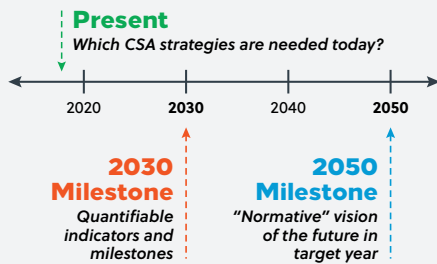 Present
Which CSA strategies are needed today?
2020
2030
2040
2050
2030
Milestone
Quantifiable
indicators and
milestones
2050
Milestone
“Normative” vision
of the future in
target year